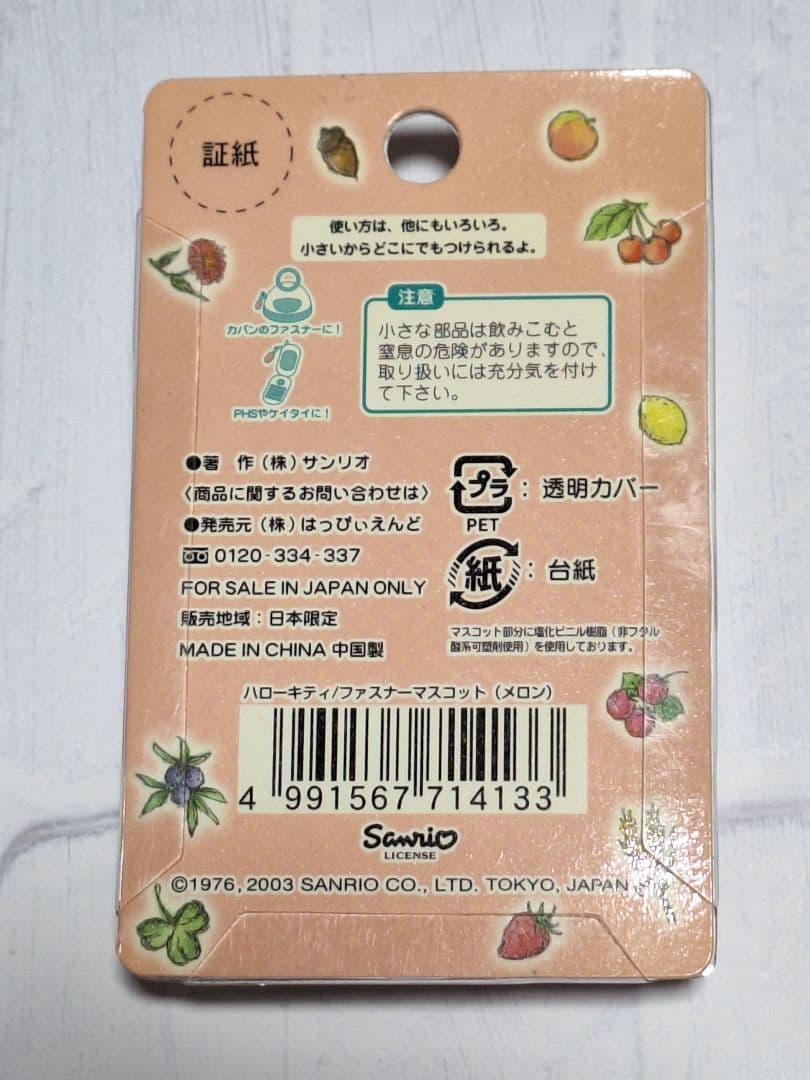 証紙
使い方は、他にもいろいろ。
小さいからどこにでもつけられるよ。
カバンのファスナーに！
PHSやケイタイに！
注意
小さな部品は飲みこむと
窒息の危険がありますので、
取り扱いには充分気を付け
て下さい。
●著　作（株）サンリオ
〈商品に関するお問い合わせは〉
●発売元（株）はっぴぃえんど
0120-334-337
FOR SALE IN JAPAN ONLY
販売地域：日本限定
MADE IN CHINA 中国製
プラ：透明カバー
PET
紙：台紙
マスコット部分に塩化ビニル樹脂（非フタル
酸系可塑剤使用）を使用しております。
ハローキティ/ファスナーマスコット（メロン）
4 991567 714133
Sanrio
LICENSE
©1976, 2003 SANRIO CO., LTD. TOKYO, JAPAN